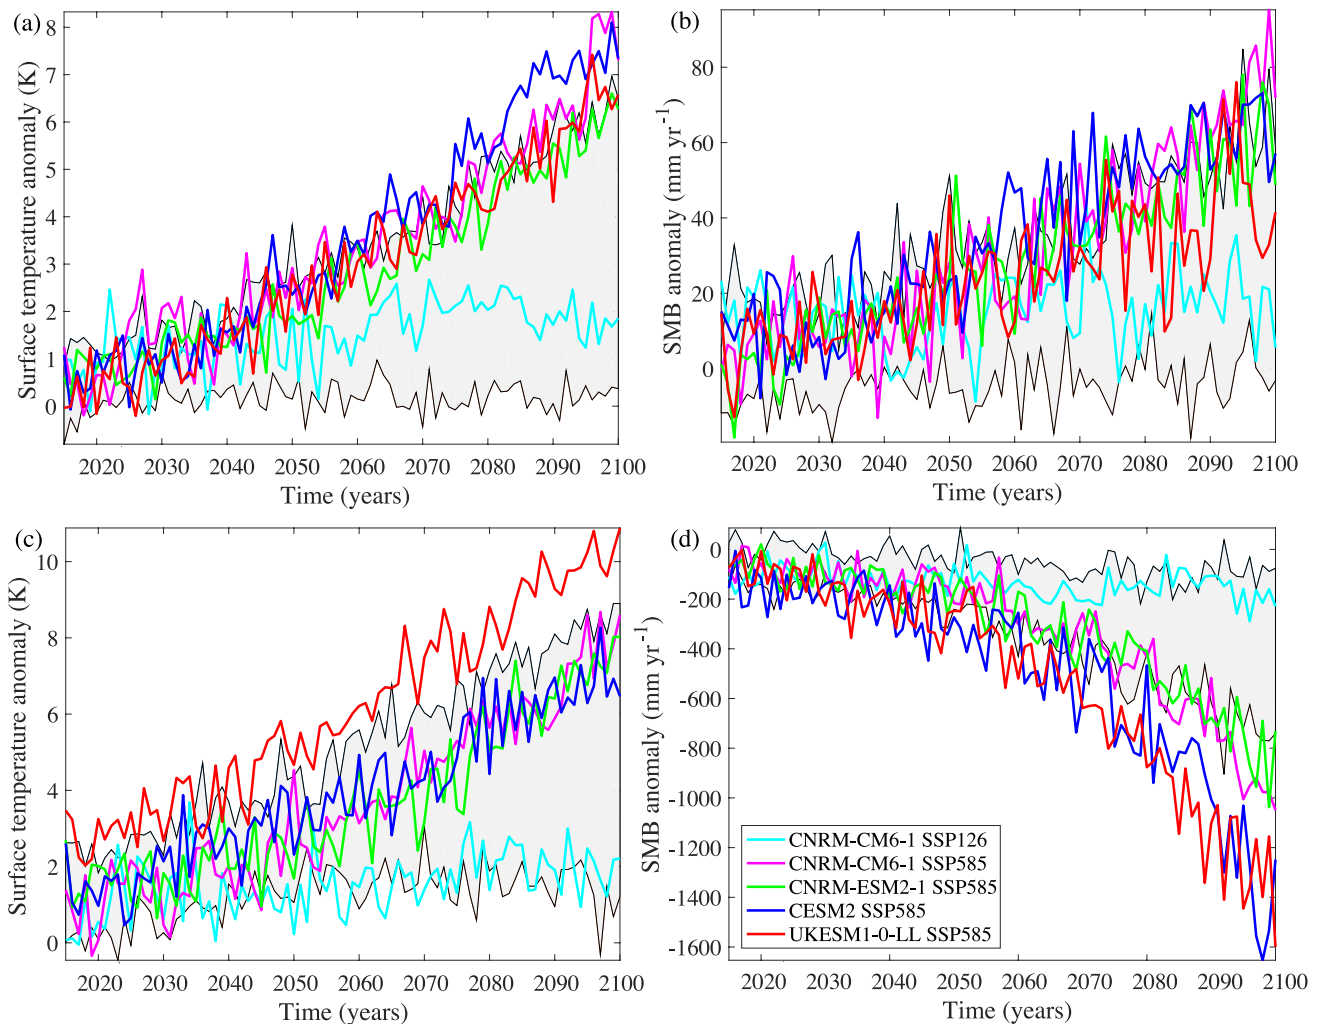 (a)
Surface temperature anomaly (K)
8
7
6
5
4
3
2
1
0
2020 2030 2040 2050 2060 2070 2080 2090 2100
Time (years)
(b)
SMB anomaly (mm yr-1)
80
60
40
20
0
2020 2030 2040 2050 2060 2070 2080 2090 2100
Time (years)
(c)
Surface temperature anomaly (K)
10
8
6
4
2
0
2020 2030 2040 2050 2060 2070 2080 2090 2100
Time (years)
(d)
SMB anomaly (mm yr-1)
0
-200
-400
-600
-800
-1000
-1200
-1400
-1600
CNRM-CM6-1 SSP126
CNRM-CM6-1 SSP585
CNRM-ESM2-1 SSP585
CESM2 SSP585
UKESM1-0-LL SSP585
2020 2030 2040 2050 2060 2070 2080 2090 2100
Time (years)